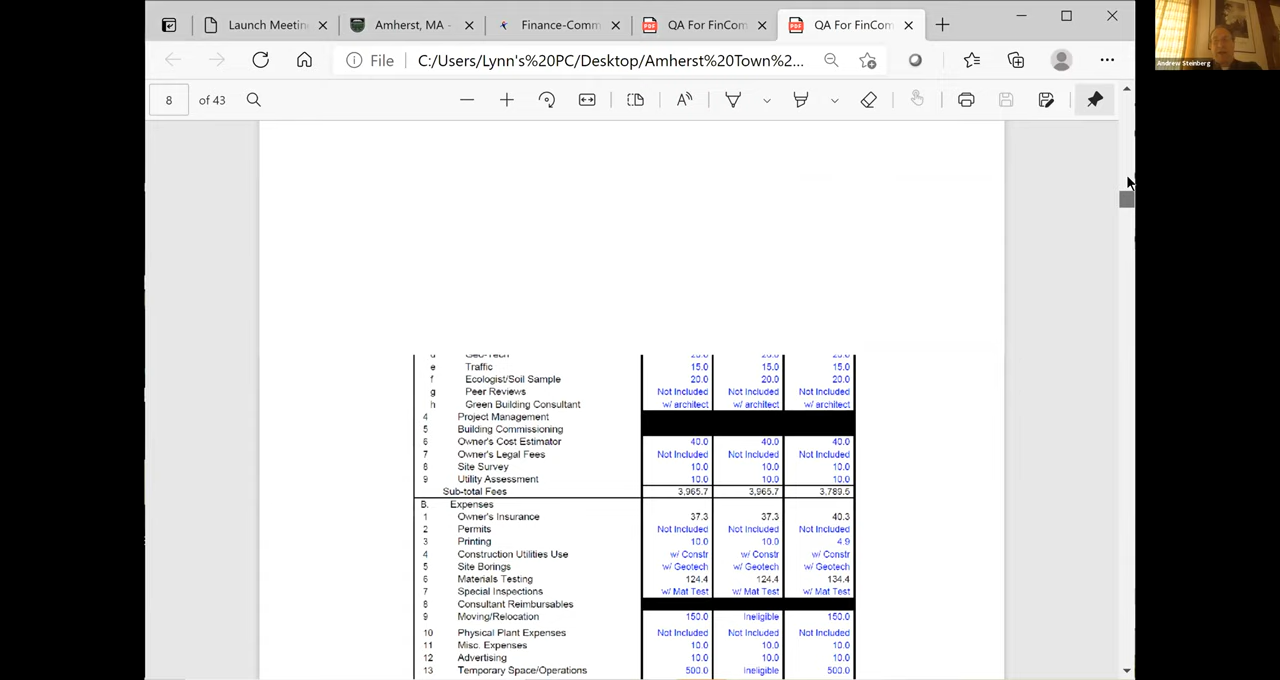 Launch Meetin
Amherst, MA -
Finance-Comm
QA For FinCom
QA For FinCom
File
C:/Users/Lynn's%20PC/Desktop/Amherst%20Town%2...
8 of 43
Andrew Steinberg
d Geo-Tech 20.0 20.0 20.0
e Traffic 15.0 15.0 15.0
f Ecologist/Soil Sample 20.0 20.0 20.0
g Peer Reviews Not Included Not Included Not Included
h Green Building Consultant w/ architect w/ architect w/ architect
4 Project Management
5 Building Commissioning
6 Owner's Cost Estimator 40.0 40.0 40.0
7 Owner's Legal Fees Not Included Not Included Not Included
8 Site Survey 10.0 10.0 10.0
9 Utility Assessment 10.0 10.0 10.0
Sub-total Fees 3,965.7 3,965.7 3,789.5
B. Expenses
1 Owner's Insurance 37.3 37.3 40.3
2 Permits Not Included Not Included Not Included
3 Printing 10.0 10.0 4.9
4 Construction Utilities Use w/ Constr w/ Constr w/ Constr
5 Site Borings w/ Geotech w/ Geotech w/ Geotech
6 Materials Testing 124.4 124.4 134.4
7 Special Inspections w/ Mat Test w/ Mat Test w/ Mat Test
8 Consultant Reimbursables
9 Moving/Relocation 150.0 Ineligible 150.0
10 Physical Plant Expenses Not Included Not Included Not Included
11 Misc. Expenses 10.0 10.0 10.0
12 Advertising 10.0 10.0 10.0
13 Temporary Space/Operations 500.0 Ineligible 500.0